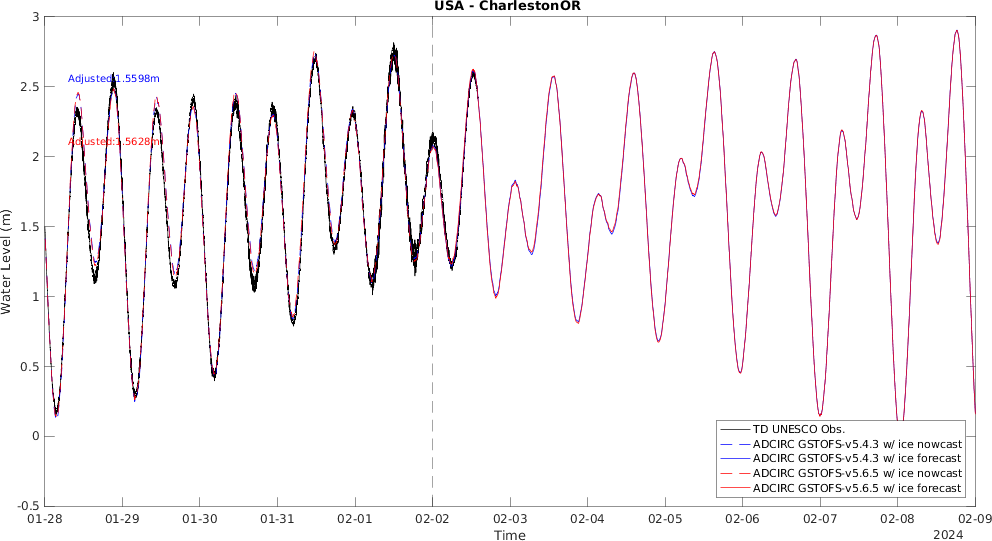 USA - CharlestonOR
3
2.5
2
1.5
1
0.5
0
-0.5
Water Level (m)
Adjusted:1.5598m
Adjusted:1.5628m
TD UNESCO Obs.
ADCIRC GSTOFS-v5.4.3 w/ ice nowcast
ADCIRC GSTOFS-v5.4.3 w/ ice forecast
ADCIRC GSTOFS-v5.6.5 w/ ice nowcast
ADCIRC GSTOFS-v5.6.5 w/ ice forecast
01-28 01-29 01-30 01-31 02-01 02-02 02-03 02-04 02-05 02-06 02-07 02-08 02-09
Time
2024